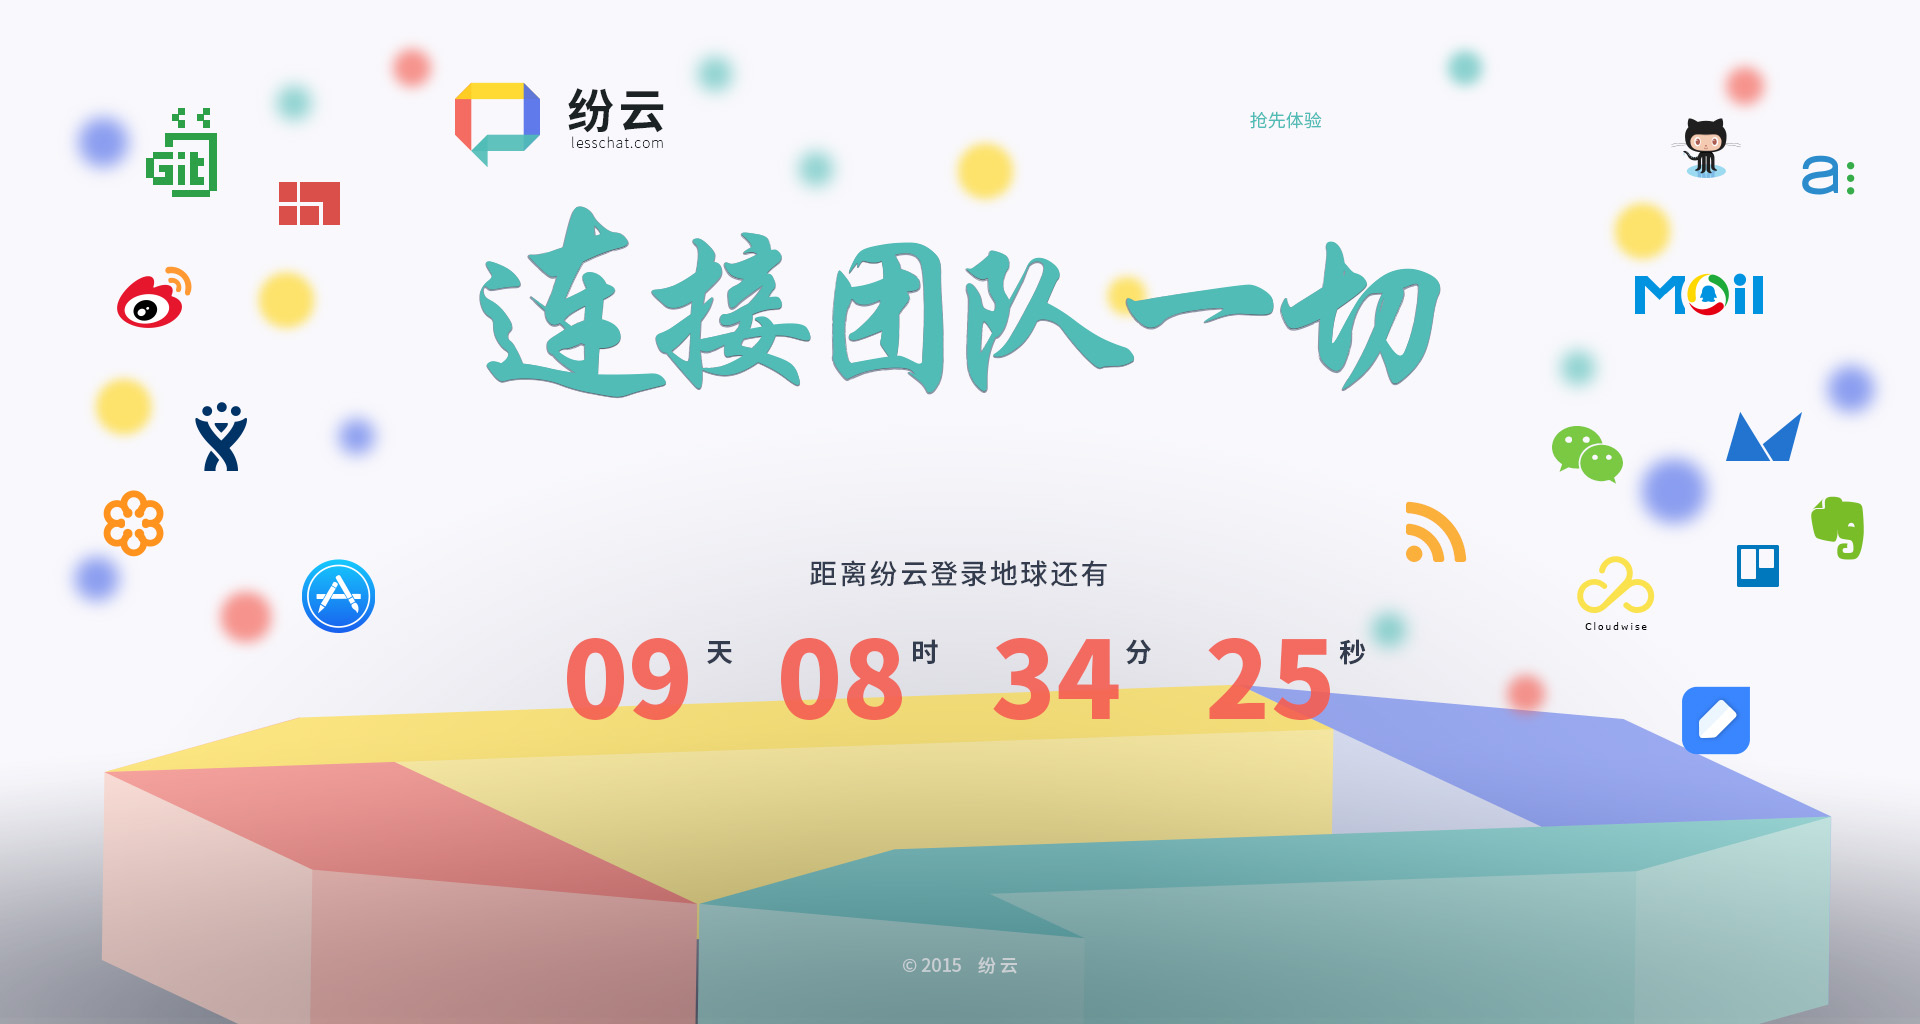 纷云
lesschat.com
抢先体验
Git
a
Mail
连接团队一切
Cloudwise
距离纷云登录地球还有
09 天 08 时 34 分 25 秒
© 2015 纷云